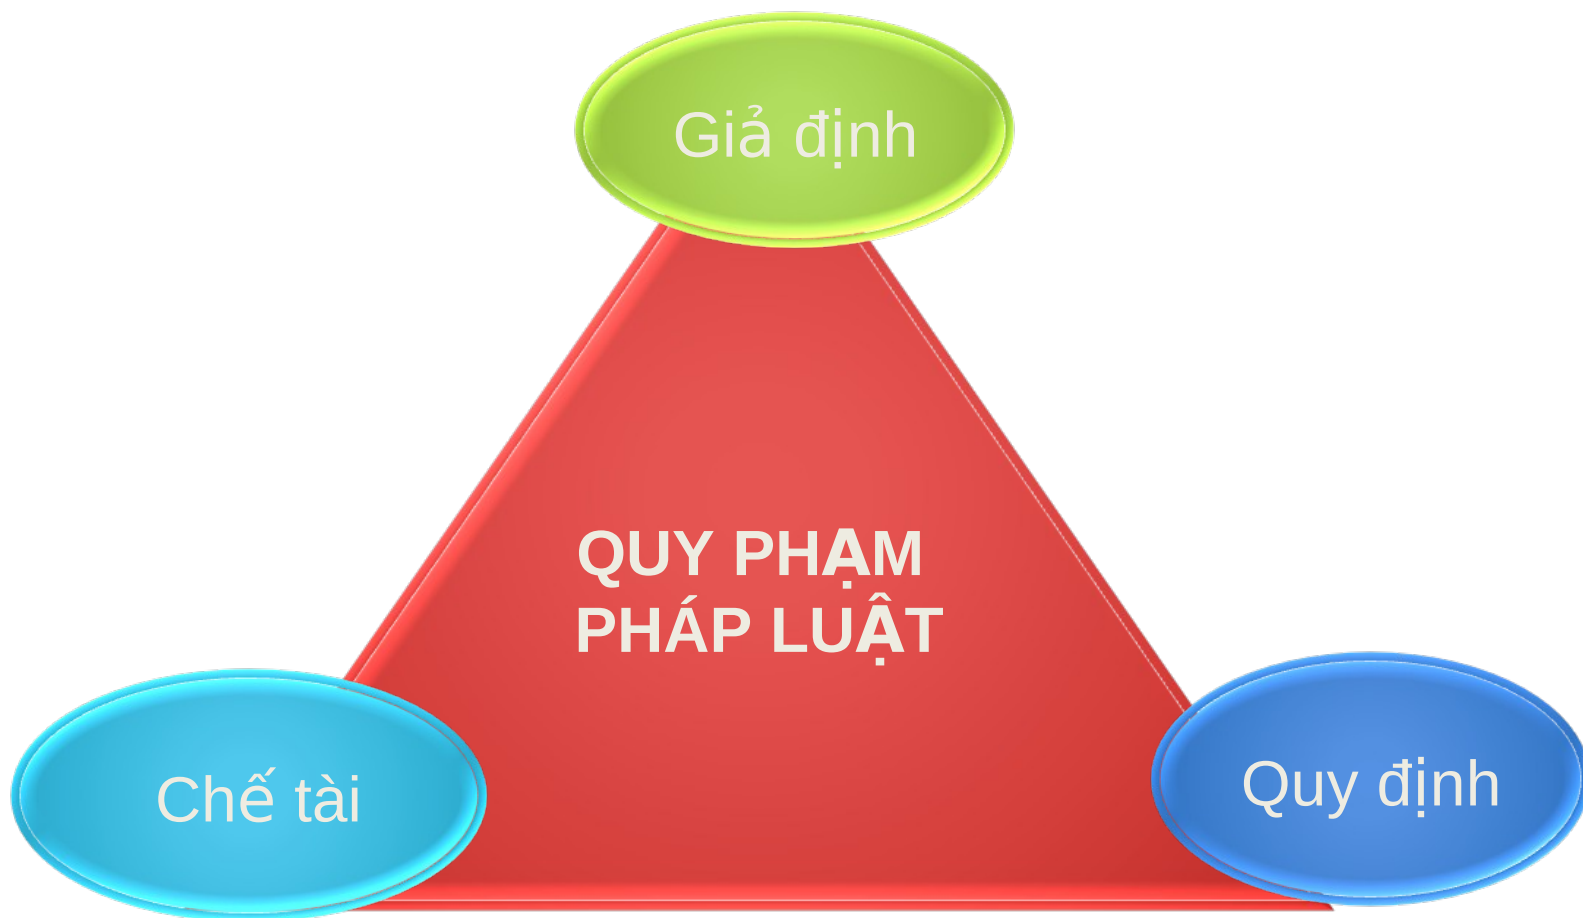 Giả định
QUY PHẠM
PHÁP LUẬT
Chế tài
Quy định